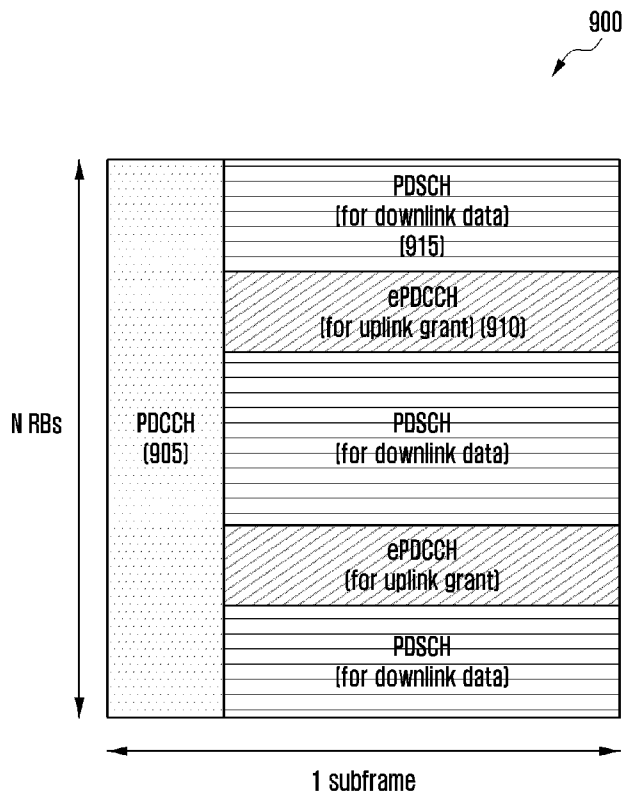 900
PDSCH
(for downlink data)
(915)
ePDCCH
(for uplink grant) (910)
N RBs
PDCCH
(905)
PDSCH
(for downlink data)
ePDCCH
(for uplink grant)
PDSCH
(for downlink data)
1 subframe